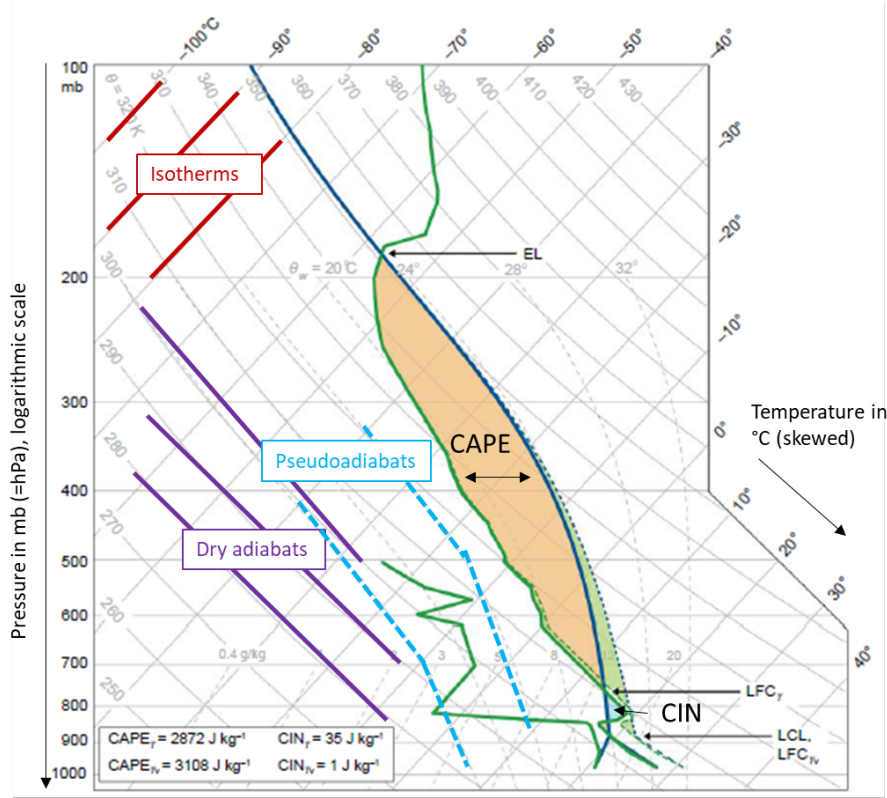 −100°C
−90°
−80°
−70°
−60°
−50°
−40°
100
mb
θ = 320 K
330
340
350
360
370
380
390
400
410
420
430
−30°
310
Isotherms
−20°
EL
300
θw = 20°C
24°
28°
32°
200
−10°
290
Pressure in mb (=hPa), logarithmic scale
300
Temperature in
°C (skewed)
0°
280
CAPE
Pseudoadiabats
400
10°
270
Dry adiabats
20°
500
30°
260
600
0.4 g/kg
2
3
5
8
12
20
40°
700
250
LFCT
800
CIN
LCL,
LFCTv
900
CAPET = 2872 J kg⁻¹ CINT = 35 J kg⁻¹
CAPETv = 3108 J kg⁻¹ CINTv = 1 J kg⁻¹
1000